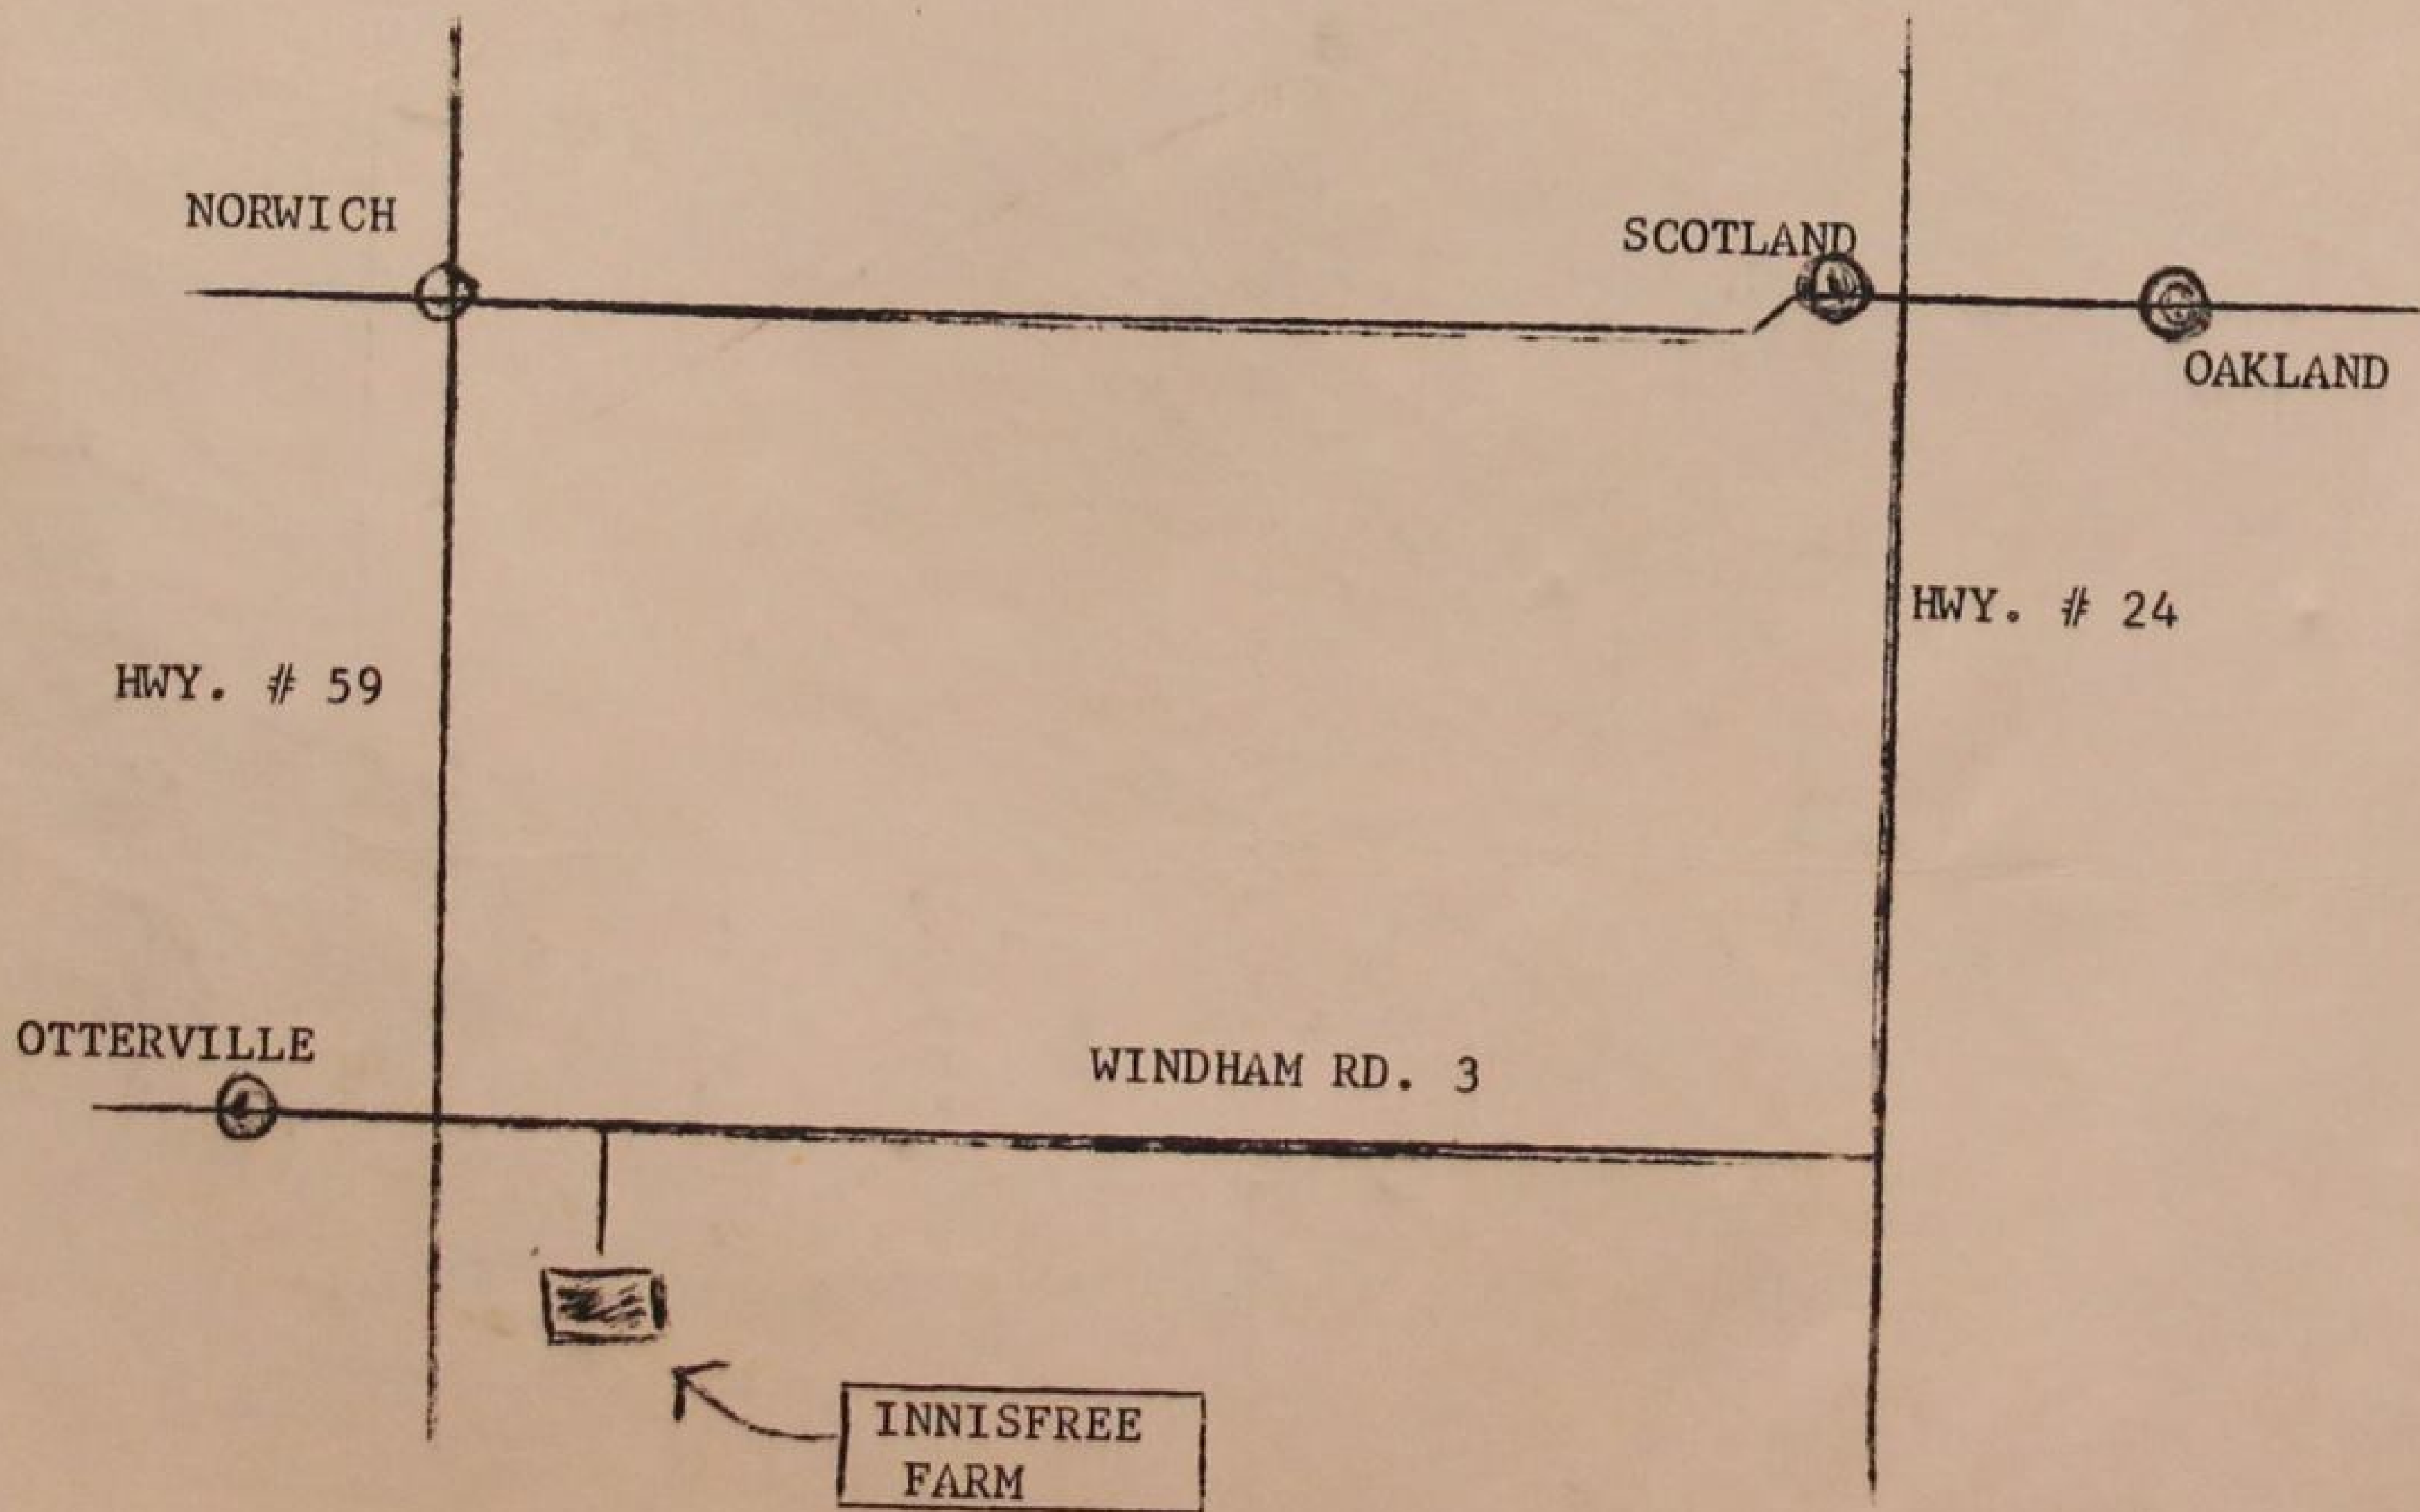 NORWICH
SCOTLAND
OAKLAND
HWY. # 24
HWY. # 59
OTTERVILLE
WINDHAM RD. 3
INNISFREE
FARM